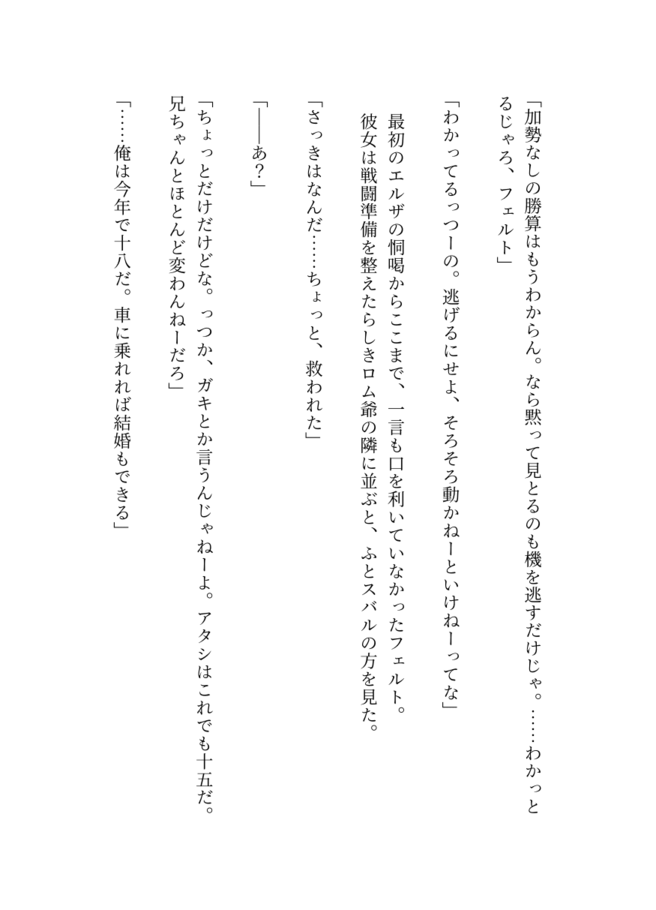 「加勢なしの勝算はもうわからん。なら黙って見とるのも機を逃すだけじゃ。……わかっと
るじゃろ、フェルト」
「わかってるっつーの。逃げるにせよ、そろそろ動かねーといけねーってな」
　最初のエルザの恫喝からここまで、一言も口を利いていなかったフェルト。
　彼女は戦闘準備を整えたらしきロム爺の隣に並ぶと、ふとスバルの方を見た。
「さっきはなんだ……ちょっと、救われた」
「――あ？」
「ちょっとだけだけどな。っつか、ガキとか言うんじゃねーよ。アタシはこれでも十五だ。
兄ちゃんとほとんど変わんねーだろ」
「……俺は今年で十八だ。車に乗れれば結婚もできる」